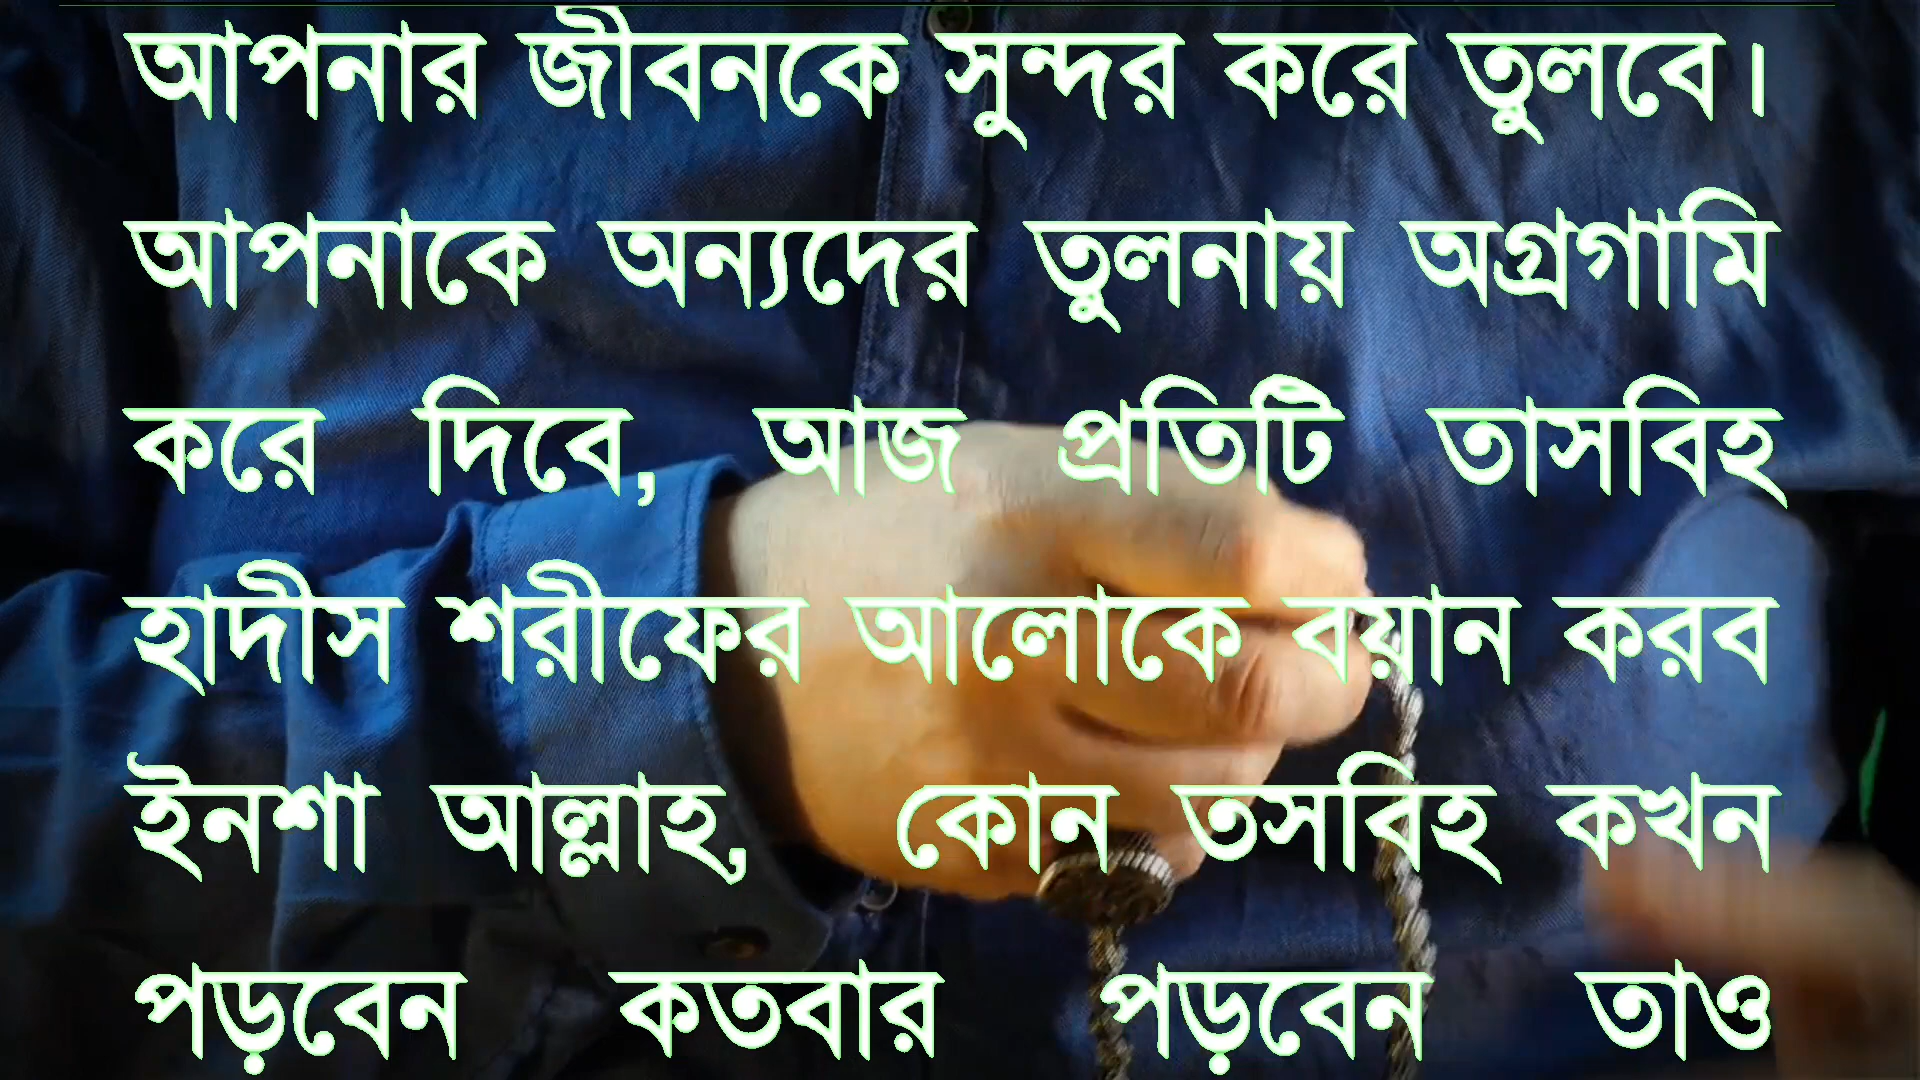 আপনার জীবনকে সুন্দর করে তুলবে।
আপনাকে অন্যদের তুলনায় অগ্রগামি
করে দিবে, আজ প্রতিটি তাসবিহ
হাদীস শরীফের আলোকে বয়ান করব
ইনশা আল্লাহ, কোন তসবিহ কখন
পড়বেন কতবার পড়বেন তাও